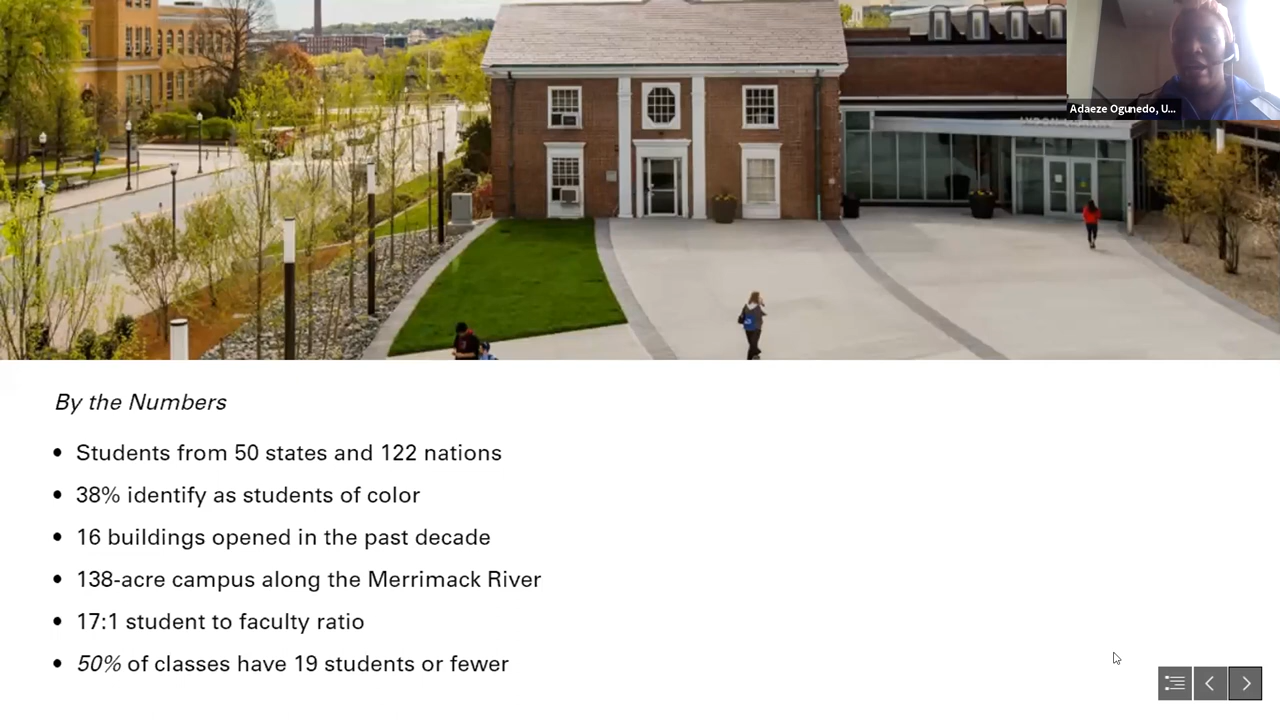 Adaeze Ogunedo, U...
By the Numbers
• Students from 50 states and 122 nations
• 38% identify as students of color
• 16 buildings opened in the past decade
• 138-acre campus along the Merrimack River
• 17:1 student to faculty ratio
• 50% of classes have 19 students or fewer